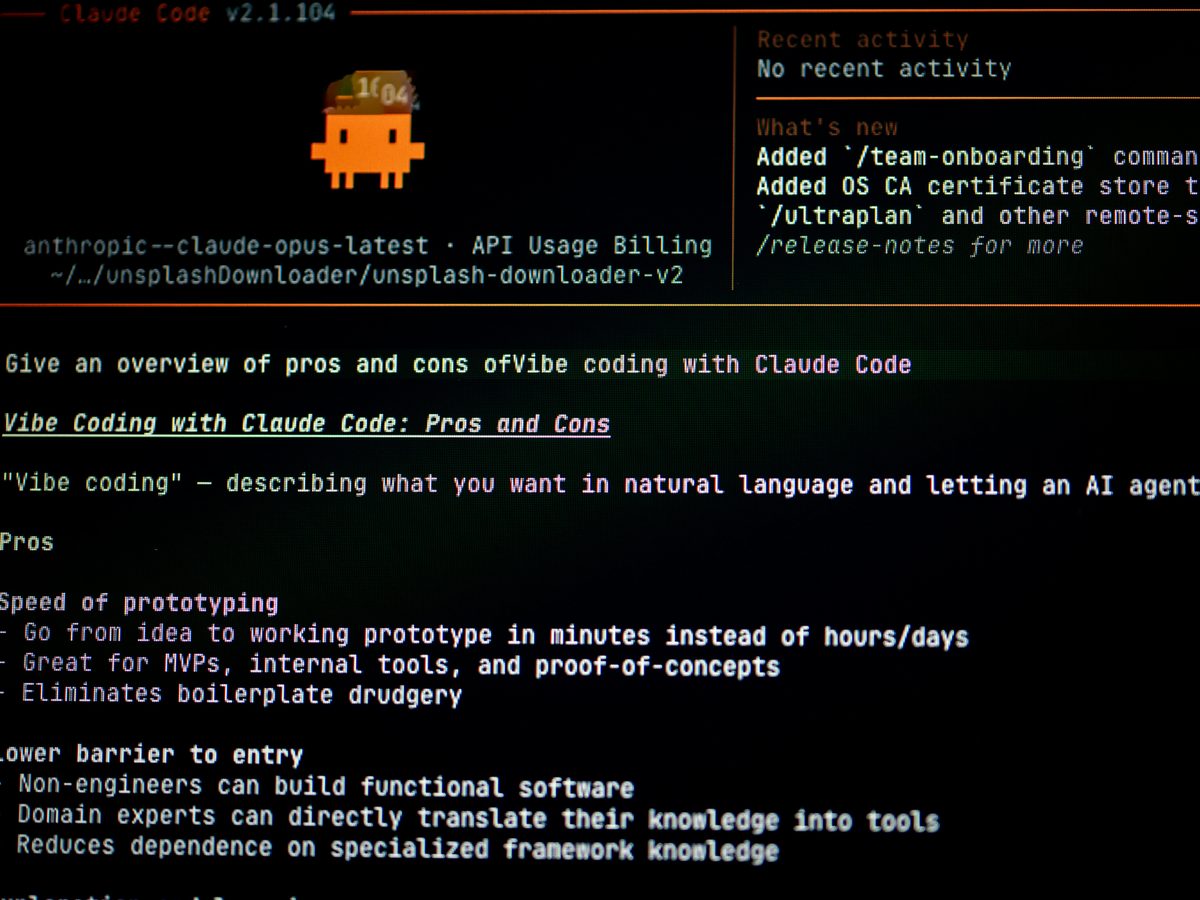 Claude Code v2.1.104
Recent activity
No recent activity
What's new
Added `/team-onboarding`
Added OS CA certificate store
`/ultraplan` and other
/release-notes for more
104
anthropic--claude-opus-latest · API Usage Billing
~/…/unsplashDownloader/unsplash-downloader-v2
Give an overview of pros and cons ofVibe coding with Claude Code
Vibe Coding with Claude Code: Pros and Cons
"Vibe coding" — describing what you want in natural language and letting an AI agent
Pros
Speed of prototyping
- Go from idea to working prototype in minutes instead of hours/days
- Great for MVPs, internal tools, and proof-of-concepts
- Eliminates boilerplate drudgery
Lower barrier to entry
- Non-engineers can build functional software
Domain experts can directly translate their knowledge into tools
Reduces dependence on specialized framework knowledge